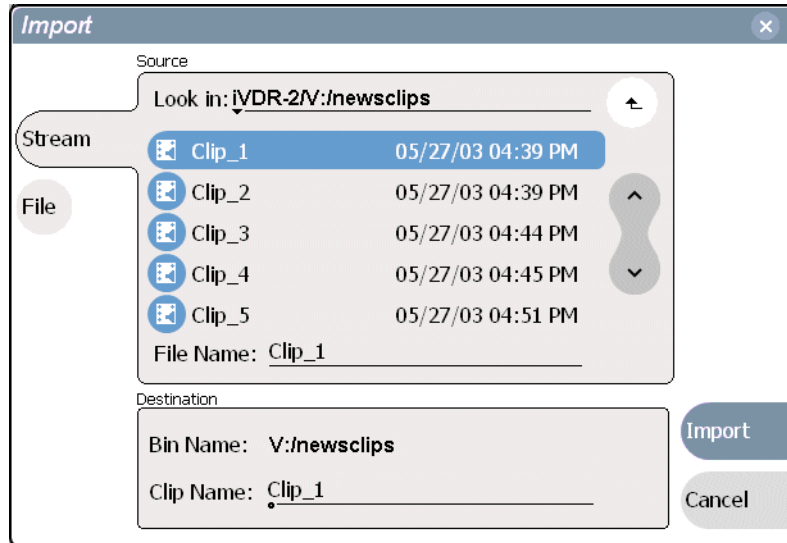 Import
Source
Look in: iVDR-2/V:/newsclips
Stream
Clip_1 05/27/03 04:39 PM
Clip_2 05/27/03 04:39 PM
File
Clip_3 05/27/03 04:44 PM
Clip_4 05/27/03 04:45 PM
Clip_5 05/27/03 04:51 PM
File Name: Clip_1
Destination
Bin Name: V:/newsclips
Import
Clip Name: Clip_1
Cancel